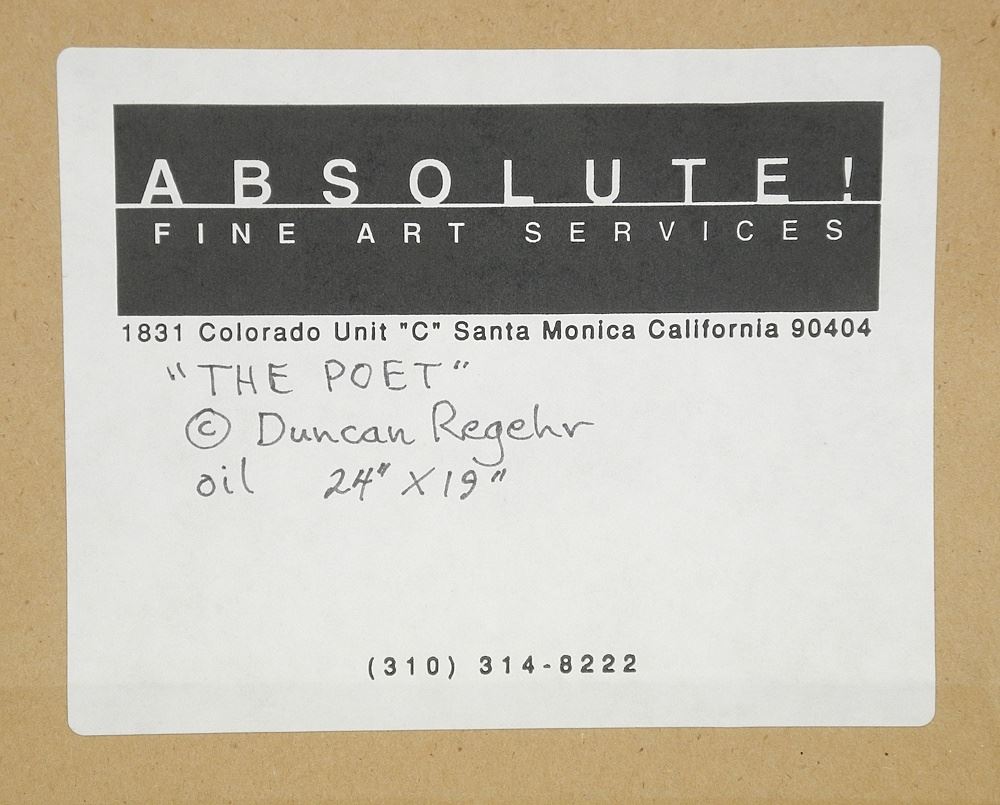 ABSOLUTE!
FINE ART SERVICES
1831 Colorado Unit "C" Santa Monica California 90404
"THE POET"
© Duncan Regehr
oil 24" X 19"
(310) 314-8222